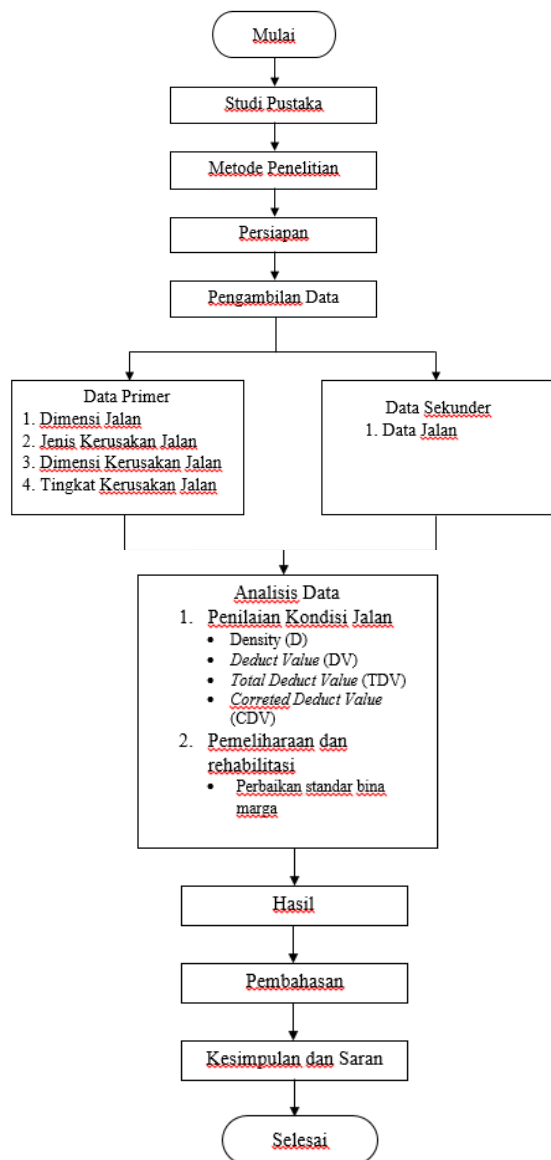 Mulai
Studi Pustaka
Metode Penelitian
Persiapan
Pengambilan Data
Data Primer
1. Dimensi Jalan
2. Jenis Kerusakan Jalan
3. Dimensi Kerusakan Jalan
4. Tingkat Kerusakan Jalan
Data Sekunder
1. Data Jalan
Analisis Data
1. Penilaian Kondisi Jalan
• Density (D)
• Deduct Value (DV)
• Total Deduct Value (TDV)
• Correted Deduct Value
(CDV)
2. Pemeliharaan dan
rehabilitasi
• Perbaikan standar bina
marga
Hasil
Pembahasan
Kesimpulan dan Saran
Selesai